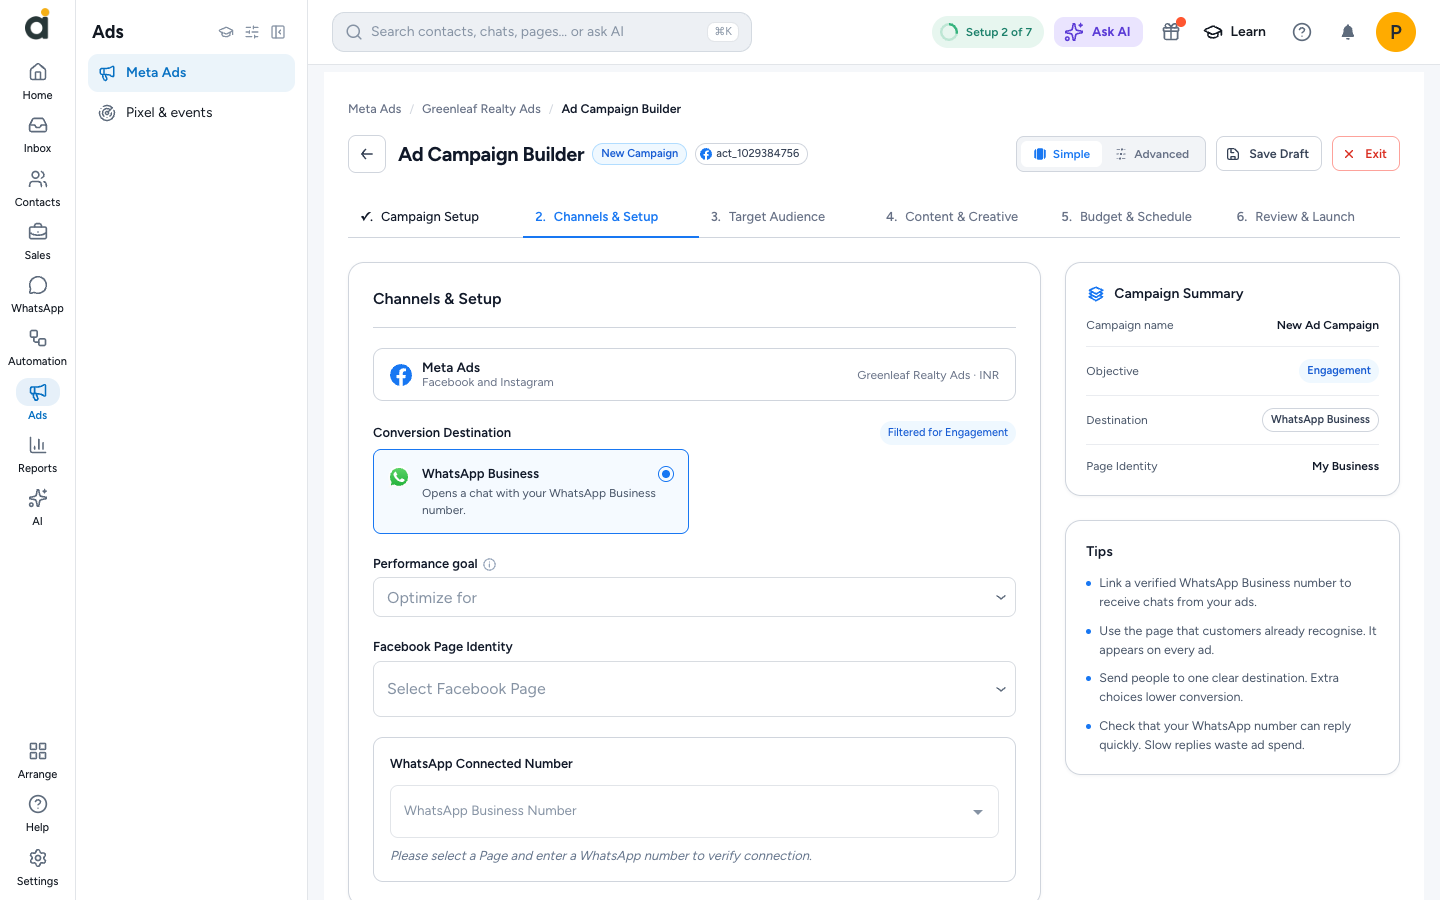 Ads
Search contacts, chats, pages... or ask AI
⌘K
Setup 2 of 7
Ask AI
Learn
P
Home
Inbox
Contacts
Sales
WhatsApp
Automation
Ads
Reports
AI
Arrange
Help
Settings
Meta Ads
Pixel & events
Meta Ads / Greenleaf Realty Ads / Ad Campaign Builder
Ad Campaign Builder
New Campaign
act_1029384756
Simple
Advanced
Save Draft
Exit
✓. Campaign Setup
2. Channels & Setup
3. Target Audience
4. Content & Creative
5. Budget & Schedule
6. Review & Launch
Channels & Setup
Meta Ads
Facebook and Instagram
Greenleaf Realty Ads · INR
Conversion Destination
Filtered for Engagement
WhatsApp Business
Opens a chat with your WhatsApp Business
number.
Performance goal
Optimize for
Facebook Page Identity
Select Facebook Page
WhatsApp Connected Number
WhatsApp Business Number
Please select a Page and enter a WhatsApp number to verify connection.
Campaign Summary
Campaign name
New Ad Campaign
Objective
Engagement
Destination
WhatsApp Business
Page Identity
My Business
Tips
Link a verified WhatsApp Business number to
receive chats from your ads.
Use the page that customers already recognise. It
appears on every ad.
Send people to one clear destination. Extra
choices lower conversion.
Check that your WhatsApp number can reply
quickly. Slow replies waste ad spend.